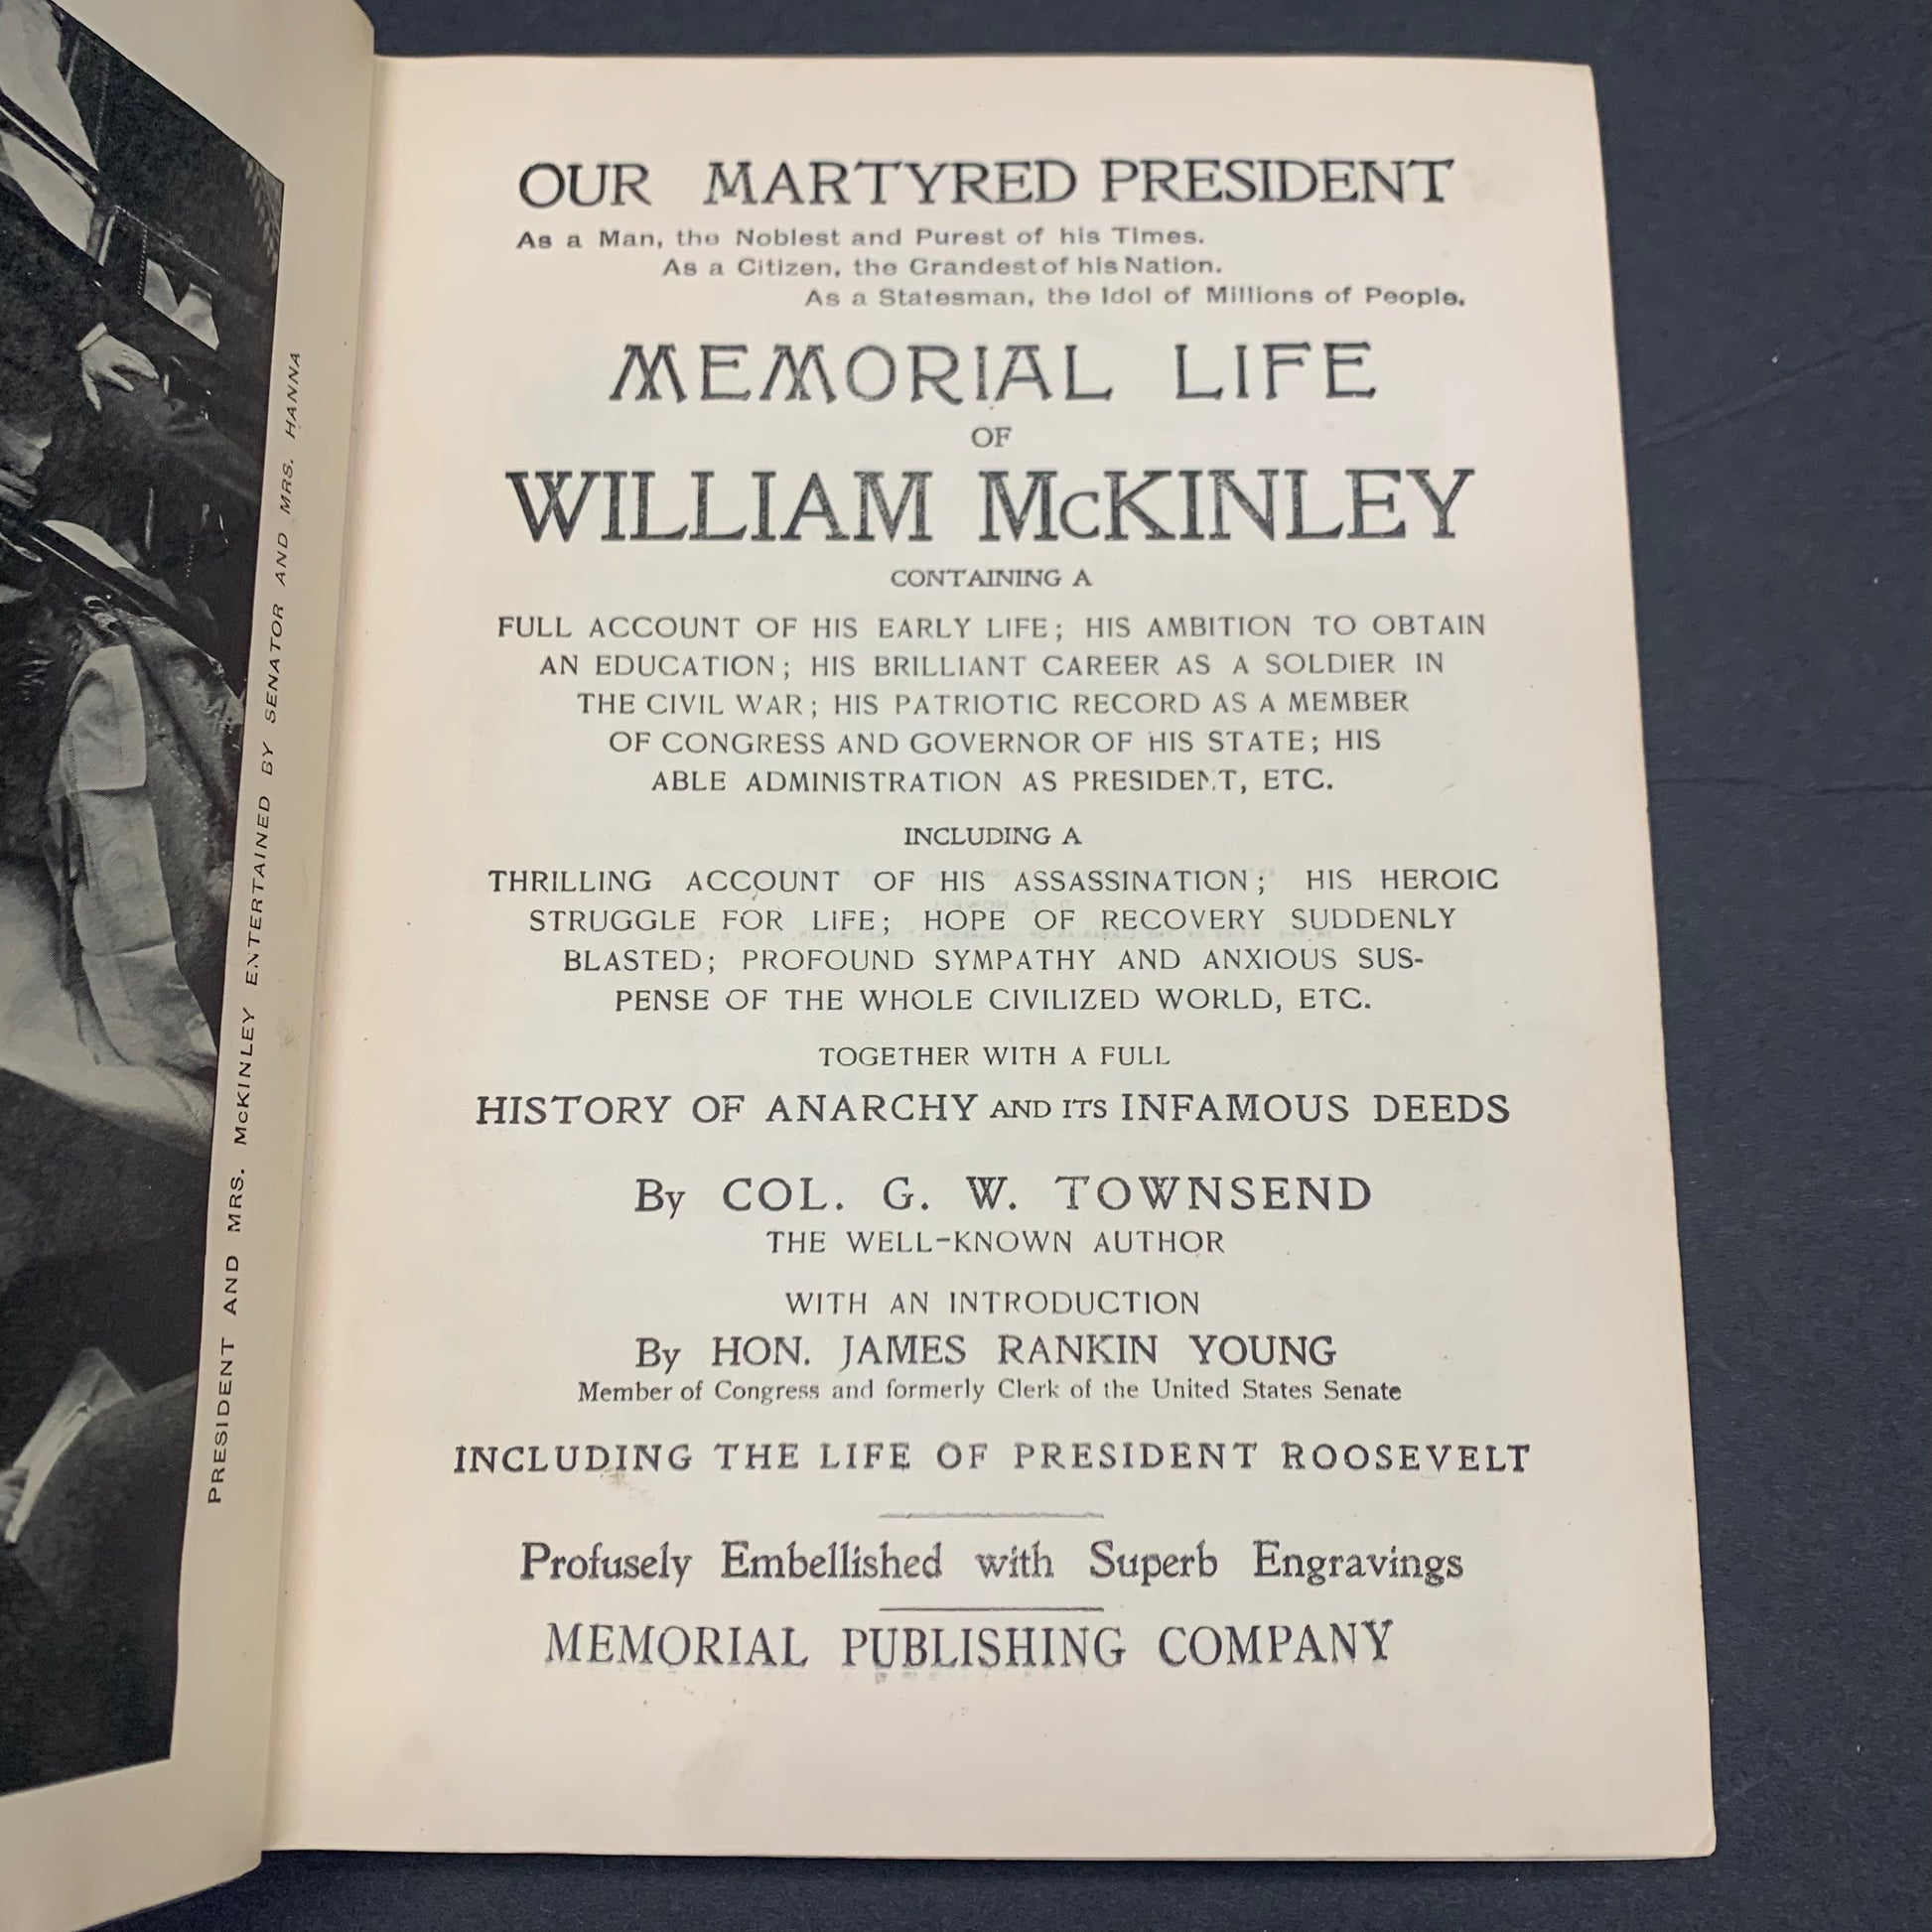 PRESIDENT AND MRS. McKINLEY ENTERTAINED BY SENATOR AND MRS. HANNA
OUR MARTYRED PRESIDENT
As a Man, the Noblest and Purest of his Times.
As a Citizen, the Grandest of his Nation.
As a Statesman, the Idol of Millions of People.
MEMORIAL LIFE
OF
WILLIAM McKINLEY
CONTAINING A
FULL ACCOUNT OF HIS EARLY LIFE; HIS AMBITION TO OBTAIN
AN EDUCATION; HIS BRILLIANT CAREER AS A SOLDIER IN
THE CIVIL WAR; HIS PATRIOTIC RECORD AS A MEMBER
OF CONGRESS AND GOVERNOR OF HIS STATE; HIS
ABLE ADMINISTRATION AS PRESIDENT, ETC.
INCLUDING A
THRILLING ACCOUNT OF HIS ASSASSINATION; HIS HEROIC
STRUGGLE FOR LIFE; HOPE OF RECOVERY SUDDENLY
BLASTED; PROFOUND SYMPATHY AND ANXIOUS SUS-
PENSE OF THE WHOLE CIVILIZED WORLD, ETC.
TOGETHER WITH A FULL
HISTORY OF ANARCHY AND ITS INFAMOUS DEEDS
By COL. G. W. TOWNSEND
THE WELL-KNOWN AUTHOR
WITH AN INTRODUCTION
By HON. JAMES RANKIN YOUNG
Member of Congress and formerly Clerk of the United States Senate
INCLUDING THE LIFE OF PRESIDENT ROOSEVELT
Profusely Embellished with Superb Engravings
MEMORIAL PUBLISHING COMPANY